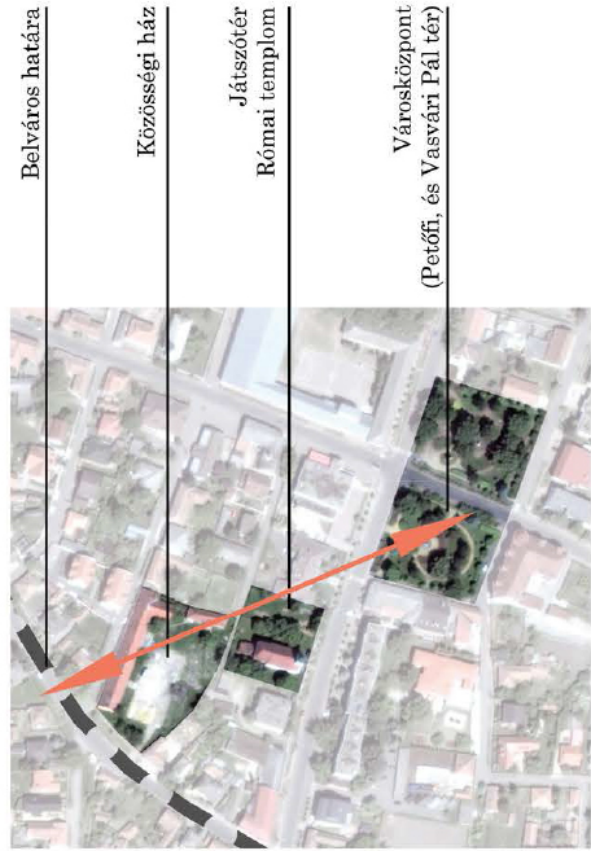 Belváros határa
Közösségi ház
Játszótér
Római templom
Városközpont
(Petőfi, és Vasvári Pál tér)